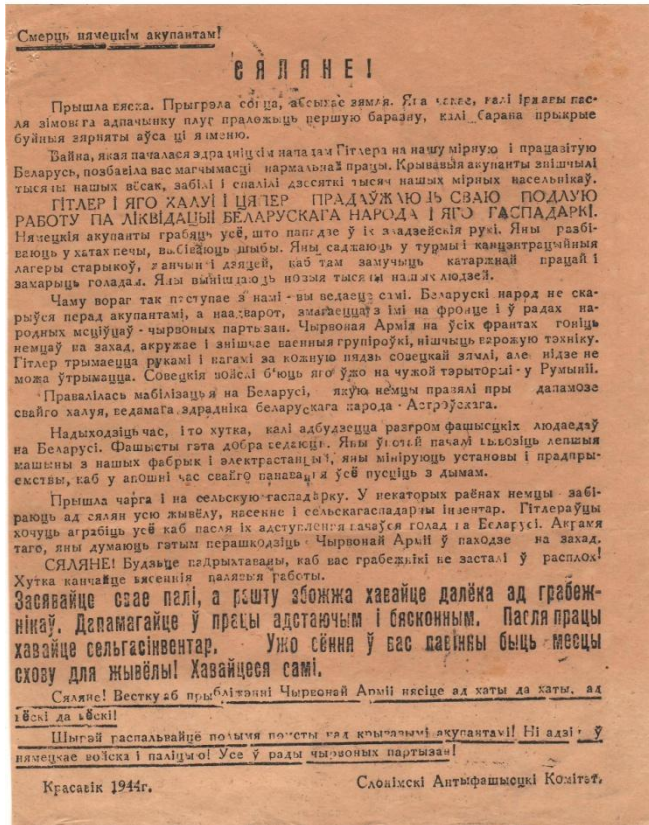 Смерць нямецкім акупантам!
СЯЛЯНЕ!
Прышла вясна. Прыгрэла сонца, абсыхае зямля. Яна чакае, калі іржавы пас-
ля зімовага адпачынку плуг праложыць першую баразну, калі барана прыкрые
буйныя зярняты аўса ці ячменю.
Вайна, якая пачалася здрадніцкім нападам Гітлера на нашу мірную і працавітую
Беларусь, позбавіла вас магчымасці нармальнай працы. Крывавыя акупанты знішчылі
тысячы нашых вёсак, забілі і спалілі дзесяткі тысяч нашых мірных насельнікаў.
ГІТЛЕР І ЯГО ХАЛУІ І ЦЯПЕР ПРАДАЎЖАЮЦЬ СВАЮ ПОДЛУЮ
РАБОТУ ПА ЛІКВІДАЦЫІ БЕЛАРУСКАГА НАРОДА І ЯГО ГАСПАДАРКІ.
Нямецкія акупанты грабяць усё, што пападзе ў іх зладзейскія рукі. Яны разбі-
ваюць у хатах печы, высіваюць шыбы. Яны саджаюць у турмы і канцэнтрацыйныя
лагеры старыкоў, жанчын і дзяцей, каб там замучыць катаржнай працай і
замарыць голадам. Яны вынішчаюць новыя тысячы нашых людзей.
Чаму вораг так паступае з намі - вы ведаеце самі. Беларускі народ не ска-
рыўся перад акупантамі, а наадварот, змагаецца з імі на фронце і ў радах на-
родных мсціўцаў - чырвоных партызан. Чырвоная Армія на ўсіх франтах гоніць
немцаў на захад, акружае і знішчае ваенныя групіроўкі, нішчыць варожую тэхніку.
Гітлер трымаецца рукамі і нагамі за кожную пядзь совецкай зямлі, але нідзе не
можа ўтрымацца. Совецкія войскі б'юць яго ўжо на чужой тэрыторыі - у Румыніі.
Правалілась мабілізацыя на Беларусі, якую немцы правялі пры дапамозе
свайго халуя, ведамага здрадніка беларускага народа - Астроўскага.
Надыходзіць час, і то хутка, калі адбудзецца разгром фашысцкіх людаедаў
на Беларусі. Фашысты гэта добра ведаюць. Яны ўпотай пачалі вывозіць лепшыя
машыны з нашых фабрык і электрастанцый, яны мініруюць установы і прадпры-
емствы, каб у апошні час свайго панавання ўсё пусціць з дымам.
Прышла чарга і на сельскую гаспадарку. У некаторых раёнах немцы забі-
раюць ад сялян усю жывёлу, насенне і сельскагаспадарчы інвентар. Гітлераўцы
хочуць аграбіць усё каб пасля іх адступлення пачаўся голад на Беларусі. Акрамя
таго, яны думаюць гэтым перашкодзіць Чырвонай Арміі ў паходзе на захад.
СЯЛЯНЕ! Будзьце падрыхтаваны, каб вас грабежнікі не засталі ў расплох!
Хутка канчайце вясеннія палявыя работы.
Засявайце свае палі, а рэшту збожжа хавайце далёка ад грабеж-
нікаў. Дапамагайце ў працы адстаючым і бясконным. Пасля працы
хавайце сельгасінвентар. Ужо сёння ў вас павінны быць месцы
схову для жывёлы! Хавайцеся самі.
Сяляне! Вестку аб прыбліжэнні Чырвонай Арміі нясіце ад хаты да хаты, ад
вёскі да вёскі!
Шырэй распальвайце полымя помсты над крывавымі акупантамі! Ні адзін ў
нямецкае войска і паліцыю! Усе ў рады чырвоных партызан!
Красавік 1944г. Слонімскі Антыфашысцкі Комітэт.